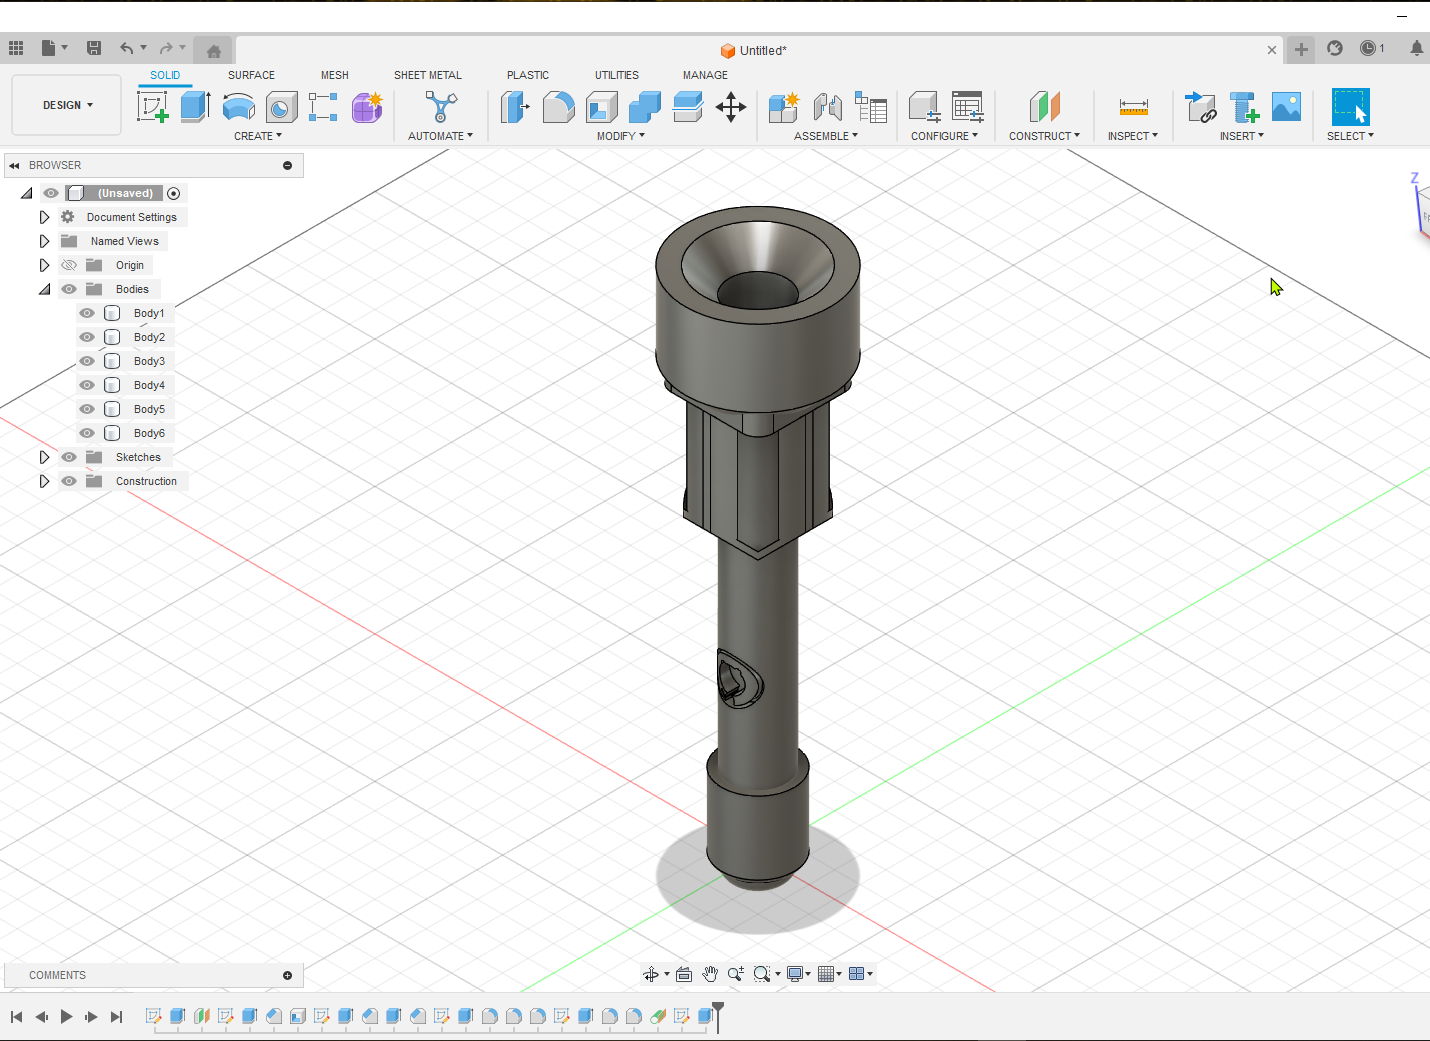 Untitled*
1
SOLID SURFACE MESH SHEET METAL PLASTIC UTILITIES MANAGE
DESIGN
CREATE AUTOMATE MODIFY ASSEMBLE CONFIGURE CONSTRUCT INSPECT INSERT SELECT
BROWSER
(Unsaved)
Document Settings
Named Views
Origin
Bodies
Body1
Body2
Body3
Body4
Body5
Body6
Sketches
Construction
Z
COMMENTS